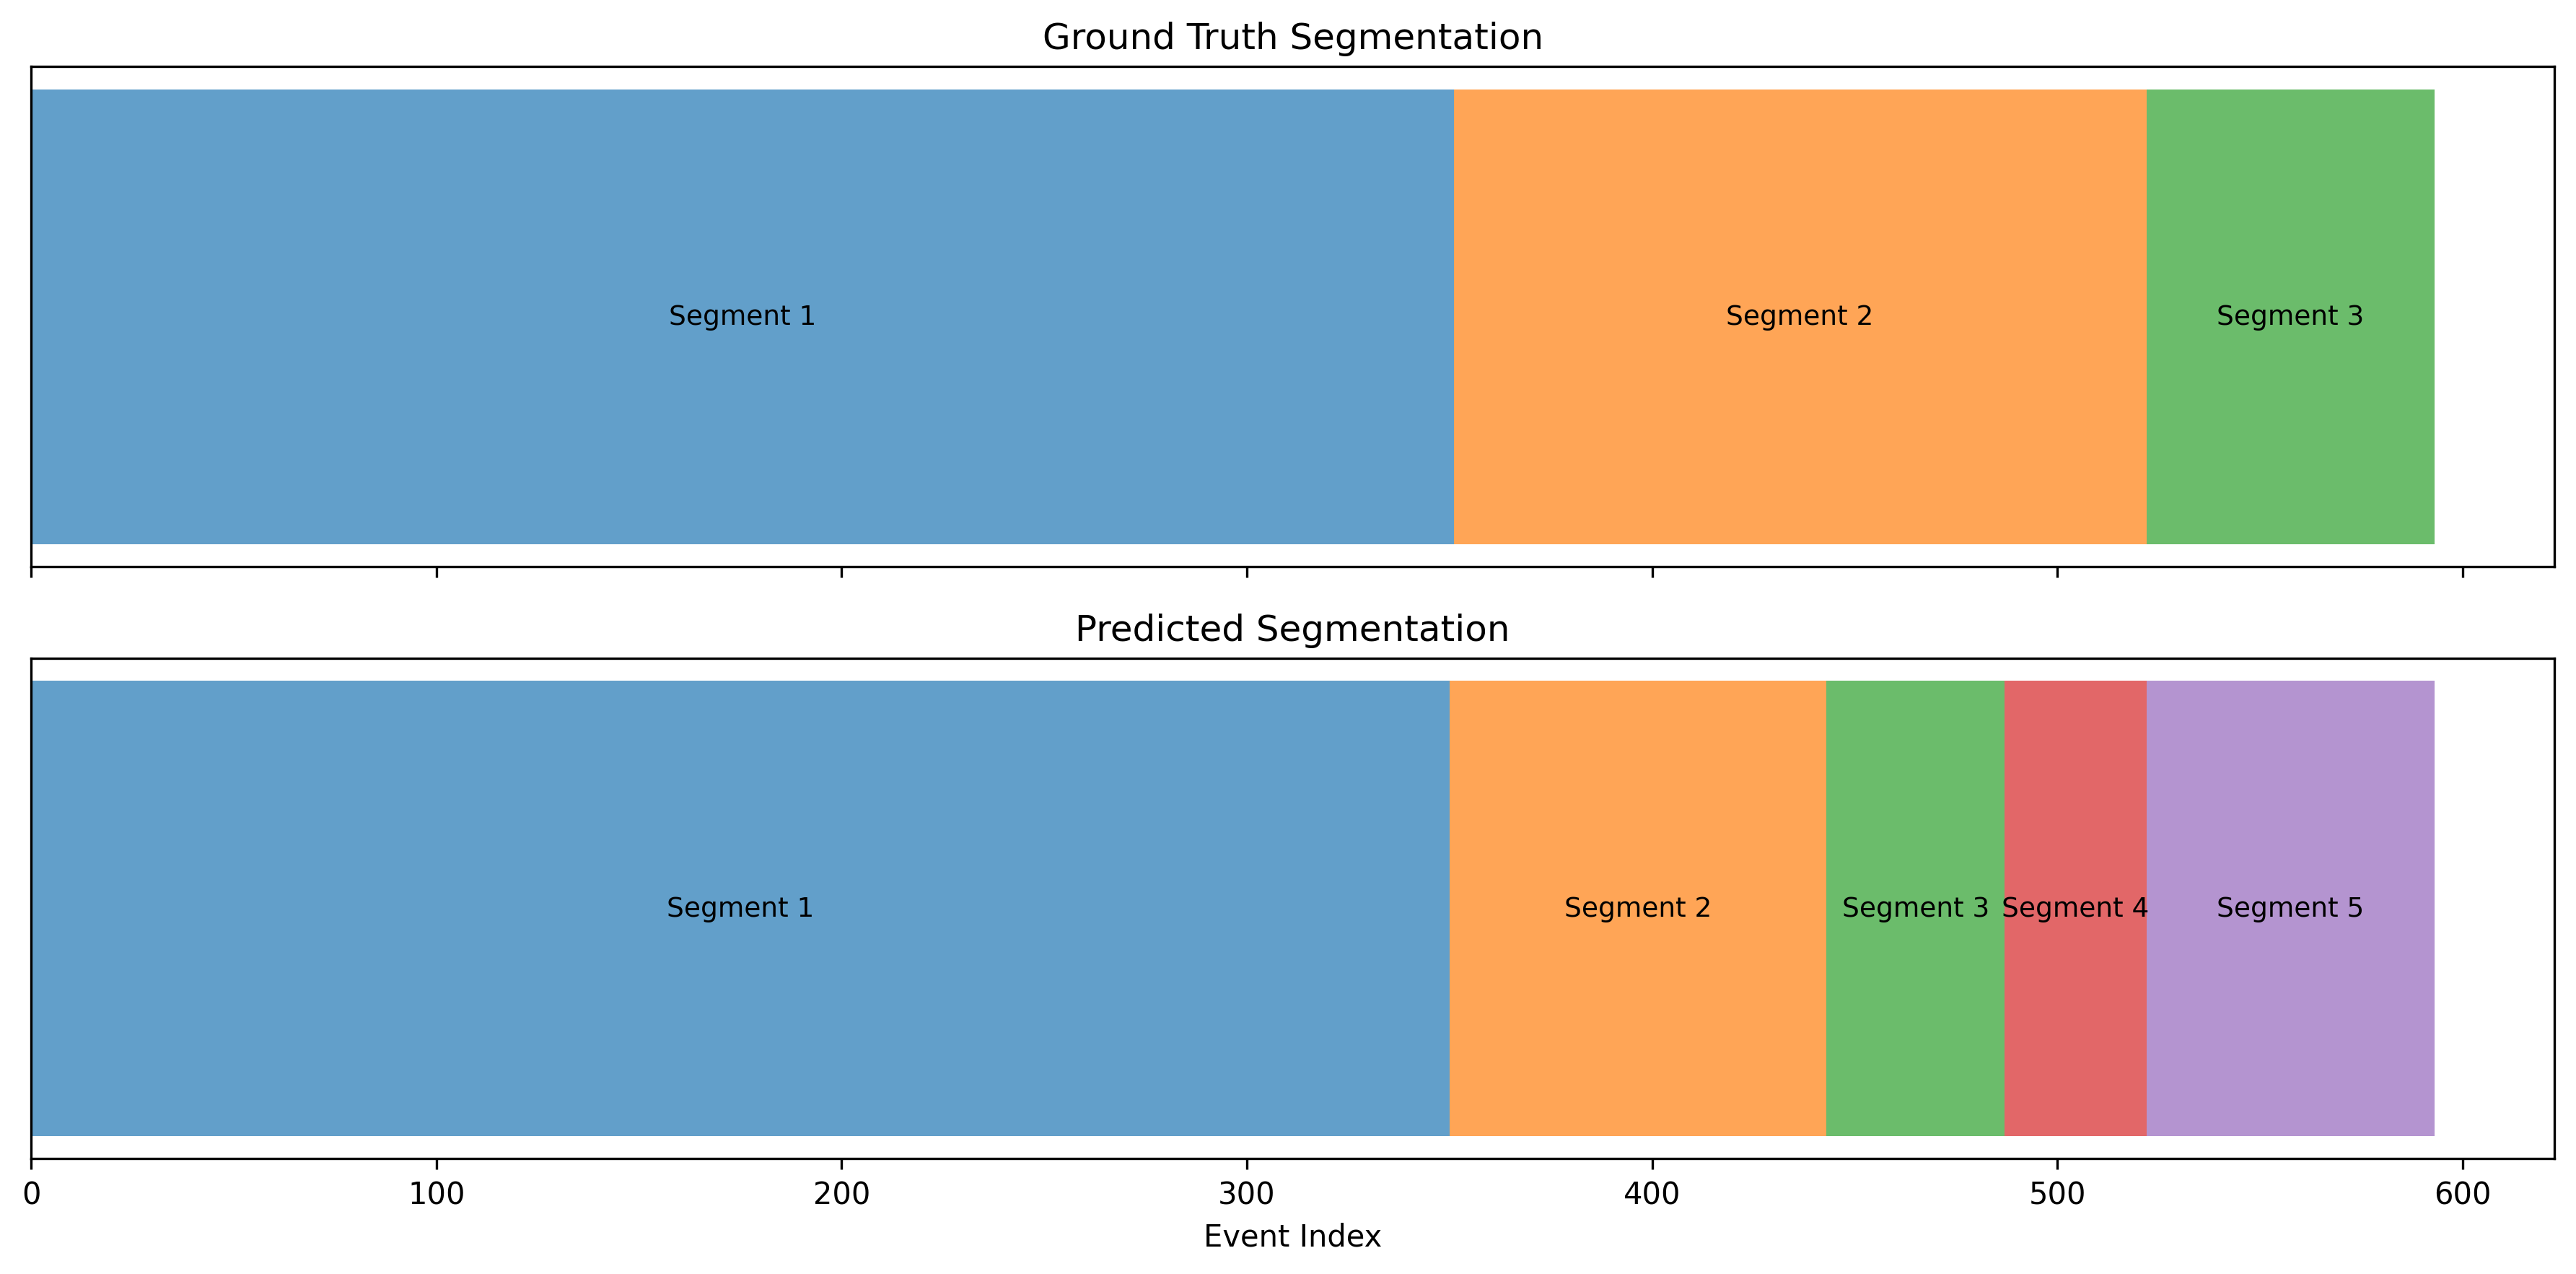 Ground Truth Segmentation
Segment 1 Segment 2 Segment 3
Predicted Segmentation
Segment 1 Segment 2 Segment 3 Segment 4 Segment 5
0 100 200 300 400 500 600
Event Index